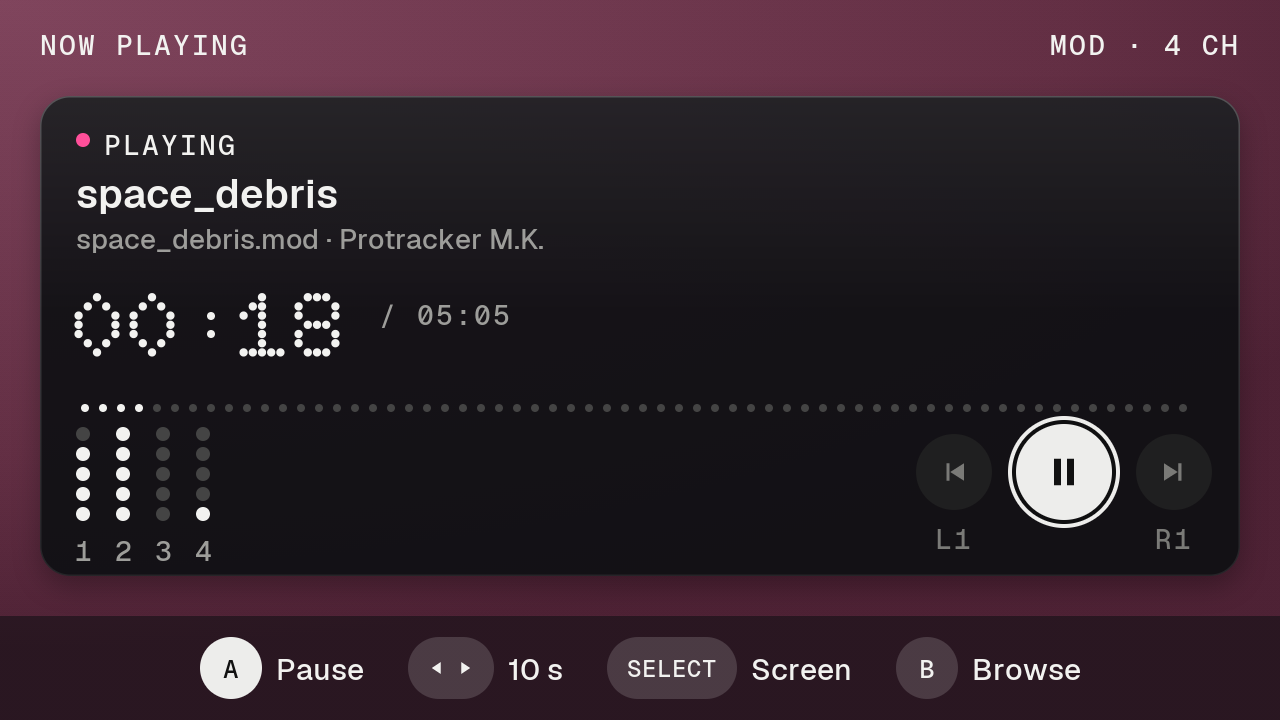 NOW PLAYING
MOD · 4 CH
PLAYING
space_debris
space_debris.mod · Protracker M.K.
00:18 / 05:05
1 2 3 4
L1
R1
A Pause
10 s
SELECT Screen
B Browse